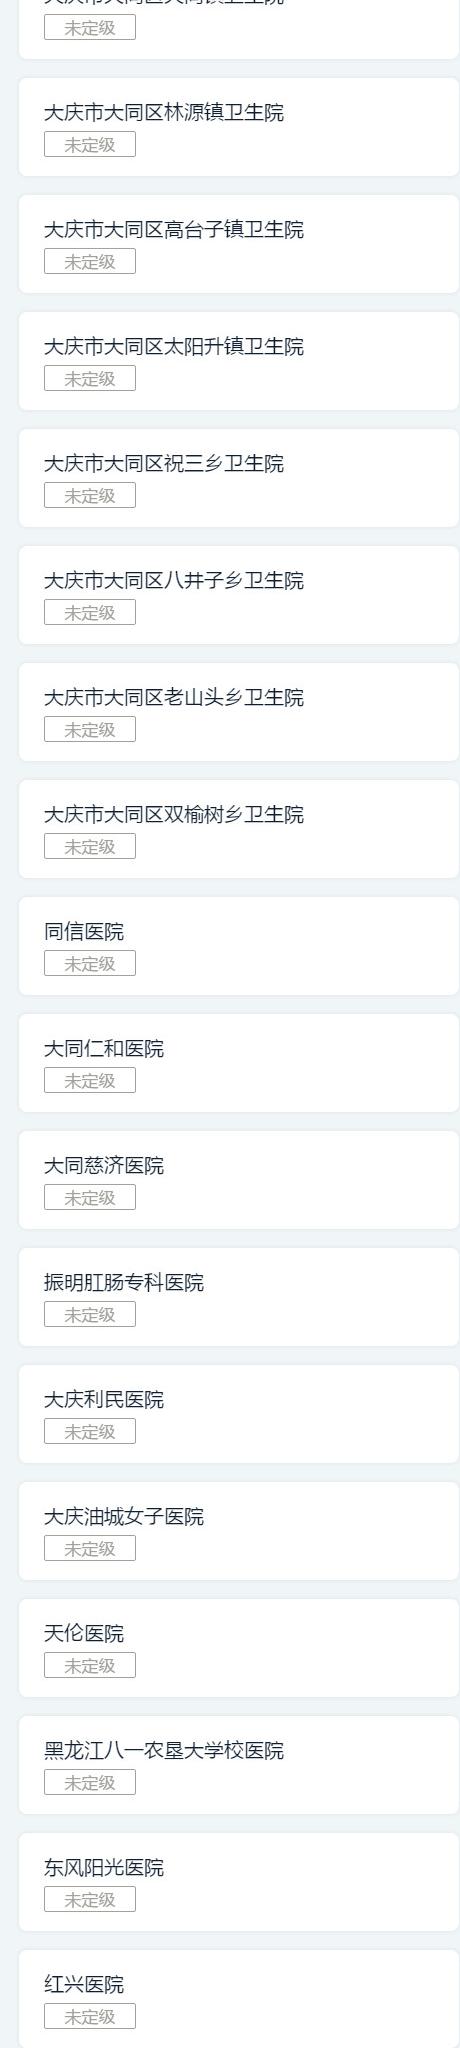 未定级
大庆市大同区林源镇卫生院
未定级
大庆市大同区高台子镇卫生院
未定级
大庆市大同区太阳升镇卫生院
未定级
大庆市大同区祝三乡卫生院
未定级
大庆市大同区八井子乡卫生院
未定级
大庆市大同区老山头乡卫生院
未定级
大庆市大同区双榆树乡卫生院
未定级
同信医院
未定级
大同仁和医院
未定级
大同慈济医院
未定级
振明肛肠专科医院
未定级
大庆利民医院
未定级
大庆油城女子医院
未定级
天伦医院
未定级
黑龙江八一农垦大学校医院
未定级
东风阳光医院
未定级
红兴医院
未定级